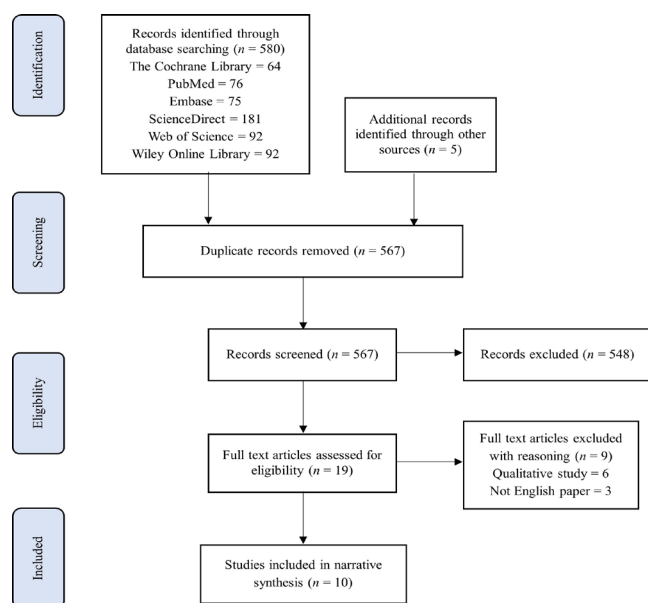 Identification
Records identified through
database searching (n = 580)
The Cochrane Library = 64
PubMed = 76
Embase = 75
ScienceDirect = 181
Web of Science = 92
Wiley Online Library = 92
Additional records
identified through other
sources (n = 5)
Screening
Duplicate records removed (n = 567)
Records screened (n = 567)
Records excluded (n = 548)
Eligibility
Full text articles assessed for
eligibility (n = 19)
Full text articles excluded
with reasoning (n = 9)
Qualitative study = 6
Not English paper = 3
Included
Studies included in narrative
synthesis (n = 10)